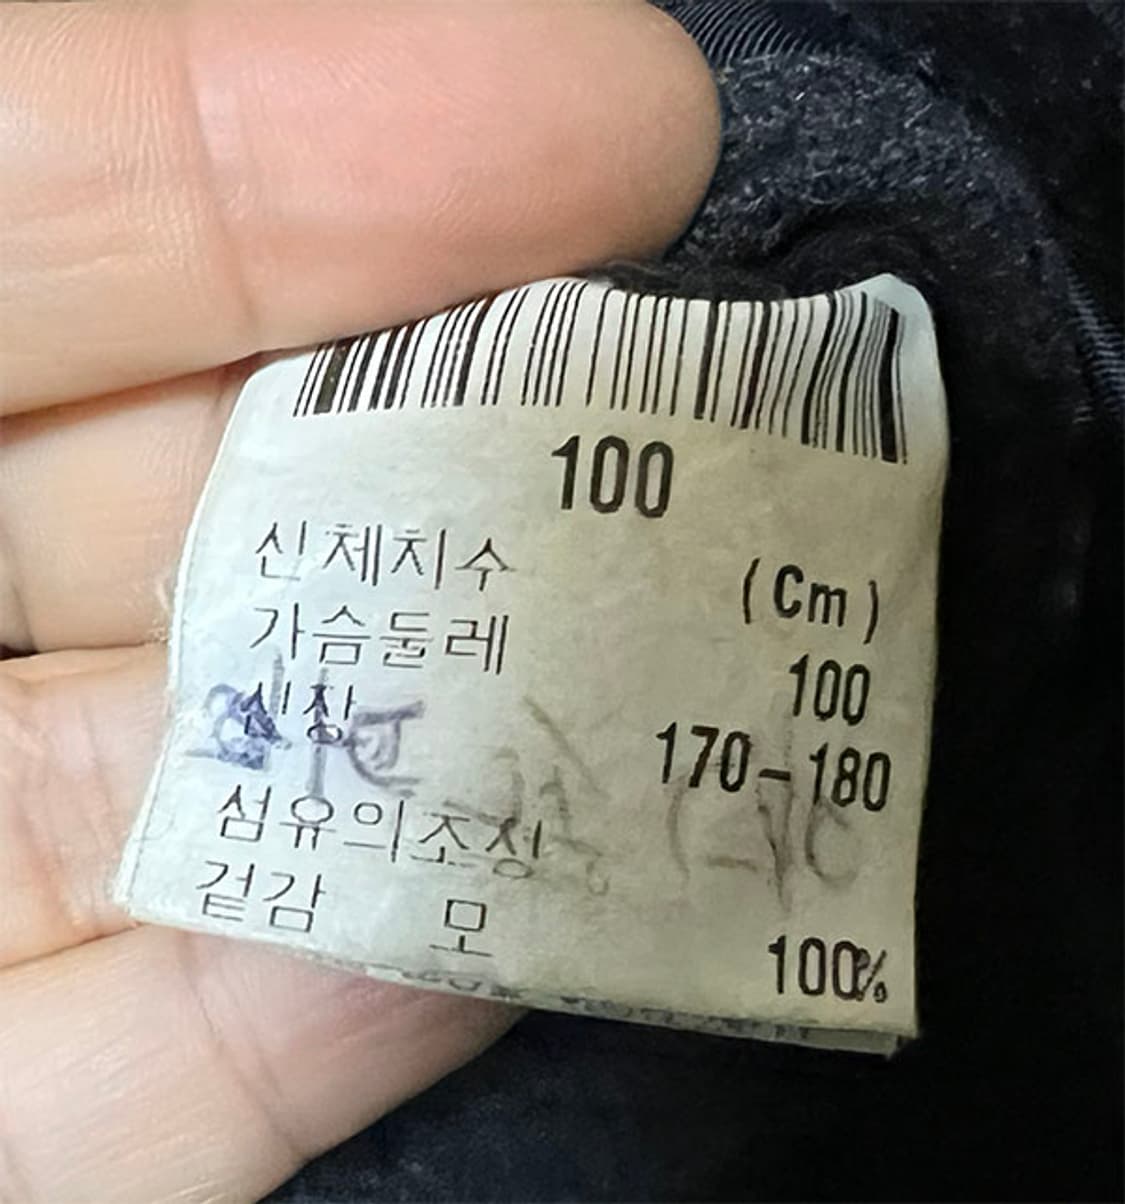 100
신체치수 (Cm)
가슴둘레 100
신장 170-180
섬유의조성
겉감 모 100%